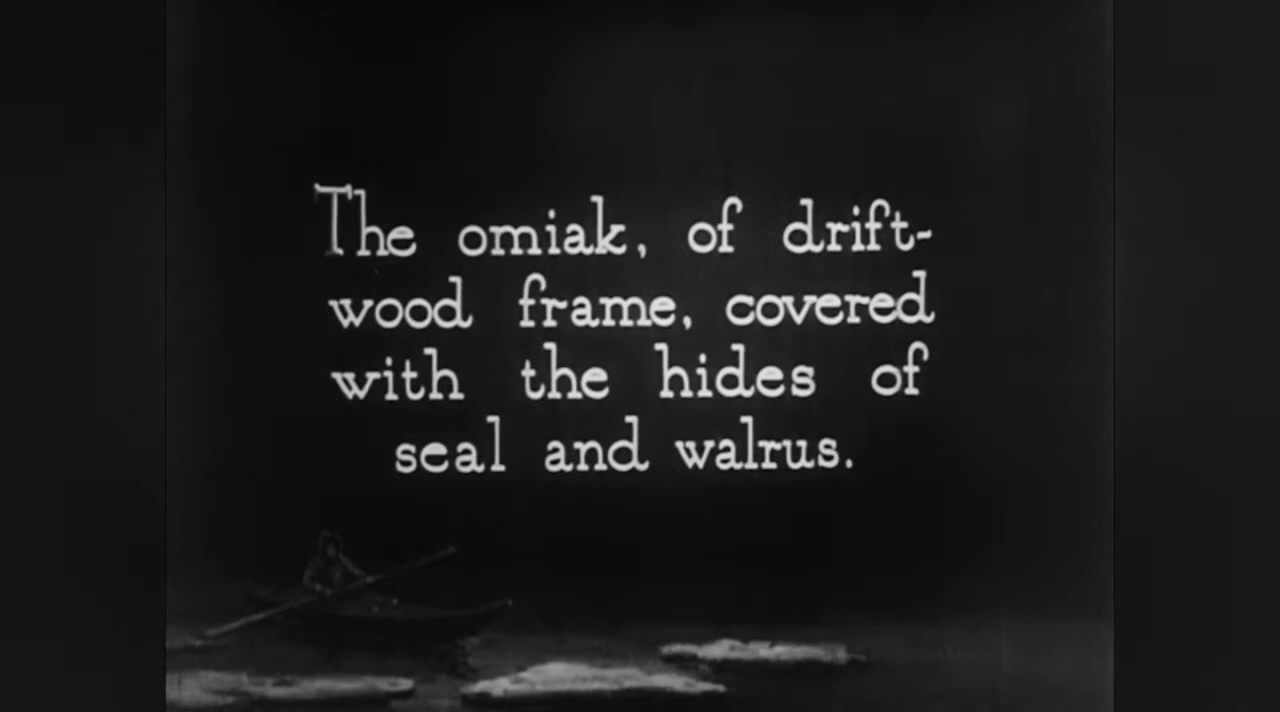 The omiak, of drift-
wood frame, covered
with the hides of
seal and walrus.